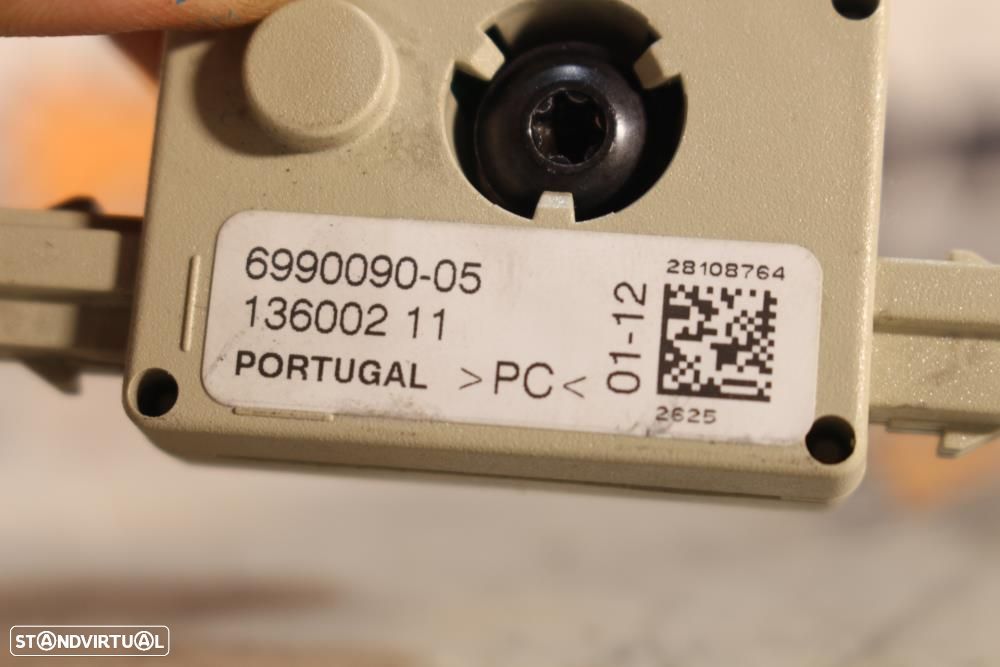 6990090-05
136002 11
PORTUGAL >PC<
01-12
28108764
2625
STANDVIRTUAL